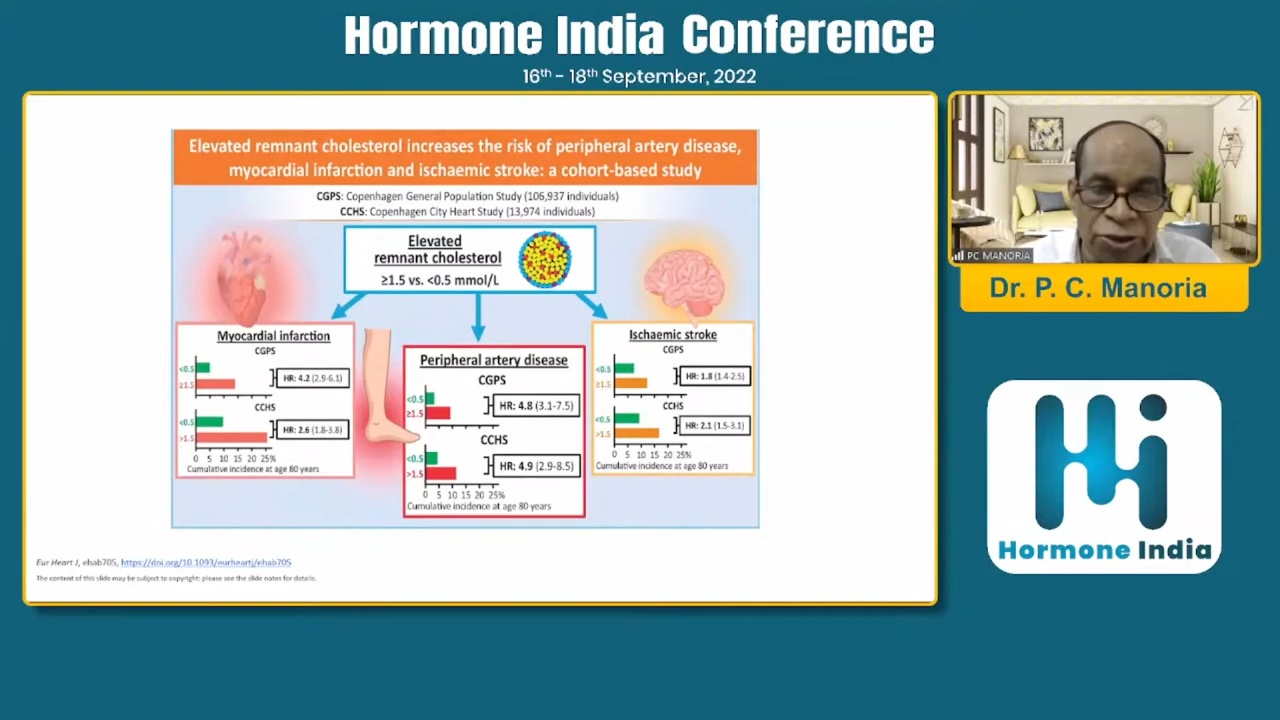 Hormone India Conference
16th - 18th September, 2022
Elevated remnant cholesterol increases the risk of peripheral artery disease,
myocardial infarction and ischaemic stroke: a cohort-based study
CGPS: Copenhagen General Population Study (106,937 individuals)
CCHS: Copenhagen City Heart Study (13,974 individuals)
Elevated
remnant cholesterol
≥1.5 vs. <0.5 mmol/L
Myocardial infarction
CGPS
<0.5
≥1.5
HR: 4.2 (2.9-6.1)
CCHS
<0.5
>1.5
HR: 2.6 (1.8-3.8)
0 5 10 15 20 25%
Cumulative incidence at age 80 years
Peripheral artery disease
CGPS
<0.5
≥1.5
HR: 4.8 (3.1-7.5)
CCHS
<0.5
>1.5
HR: 4.9 (2.9-8.5)
0 5 10 15 20 25%
Cumulative incidence at age 80 years
Ischaemic stroke
CGPS
<0.5
≥1.5
HR: 1.8 (1.4-2.5)
CCHS
<0.5
>1.5
HR: 2.1 (1.5-3.1)
0 5 10 15 20 25%
Cumulative incidence at age 80 years
Eur Heart J, ehab705, https://doi.org/10.1093/eurheartj/ehab705
The content of this slide may be subject to copyright: please see the slide notes for details.
PC MANORIA
Dr. P. C. Manoria
Hormone India